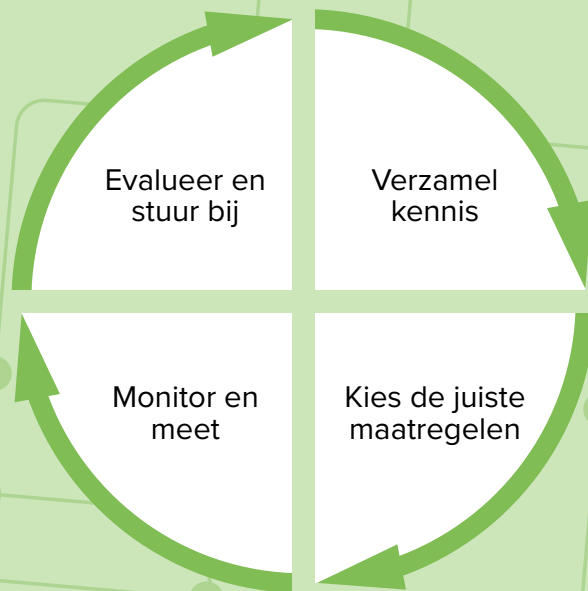 Evalueer en
stuur bij
Verzamel
kennis
Monitor en
meet
Kies de juiste
maatregelen